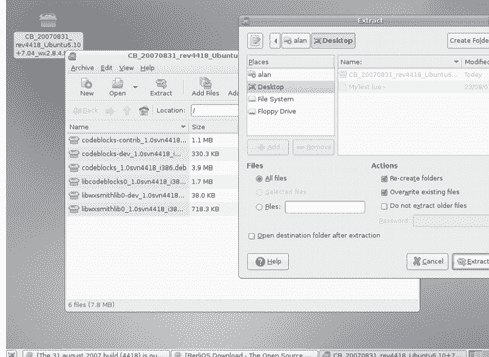 CB_20070831_rev4418_Ubuntu6.10
+7.04_wx2.8.4.
CB_20070831_rev4418_Ubuntu
Archive Edit View Help
New Open Extract Add Files
Back Location: /
Name Size
codeblocks-contrib_1.0svn4418... 1.1 MB
codeblocks-dev_1.0svn4418_i... 330.3 KB
codeblocks_1.0svn4418_i386.deb 3.9 MB
libcodeblocks0_1.0svn4418_i38... 1.7 MB
libwxsmithlib0-dev_1.0svn4418... 38.0 KB
libwxsmithlib0_1.0svn4418_i38... 718.3 KB
6 files (7.8 MB)
Extract
alan Desktop Create Folde
Places
alan
Desktop
File System
Floppy Drive
Add Remove
Name: Modified
CB_20070831_rev4418_Ubuntu6... Today
MyText.lua~
Files
All files
Selected files
Files:
Actions
Re-create folders
Overwrite existing files
Do not extract older files
Password:
Open destination folder after extraction
Help Cancel Extract
[The 31 august 2007 build (4418) is ou... [BerliOS Download - The Open Source ... CB_20070831_rev4418_Ubuntu6.10+7...